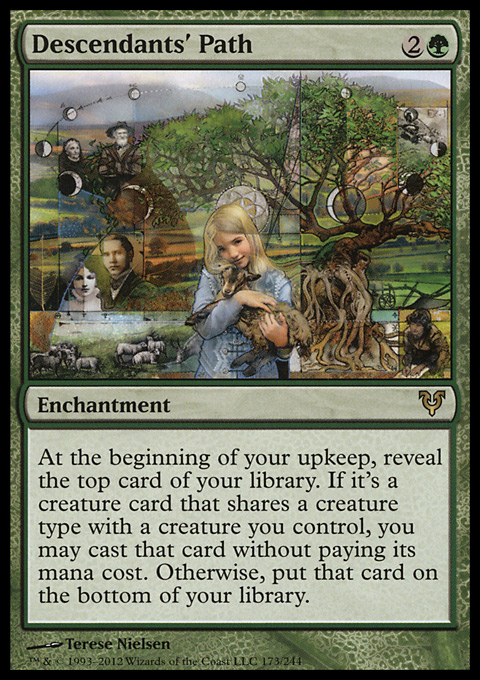 Descendants' Path 2
Enchantment
At the beginning of your upkeep, reveal
the top card of your library. If it's a
creature card that shares a creature
type with a creature you control, you
may cast that card without paying its
mana cost. Otherwise, put that card on
the bottom of your library.
Terese Nielsen
™ & © 1993–2012 Wizards of the Coast LLC 173/244